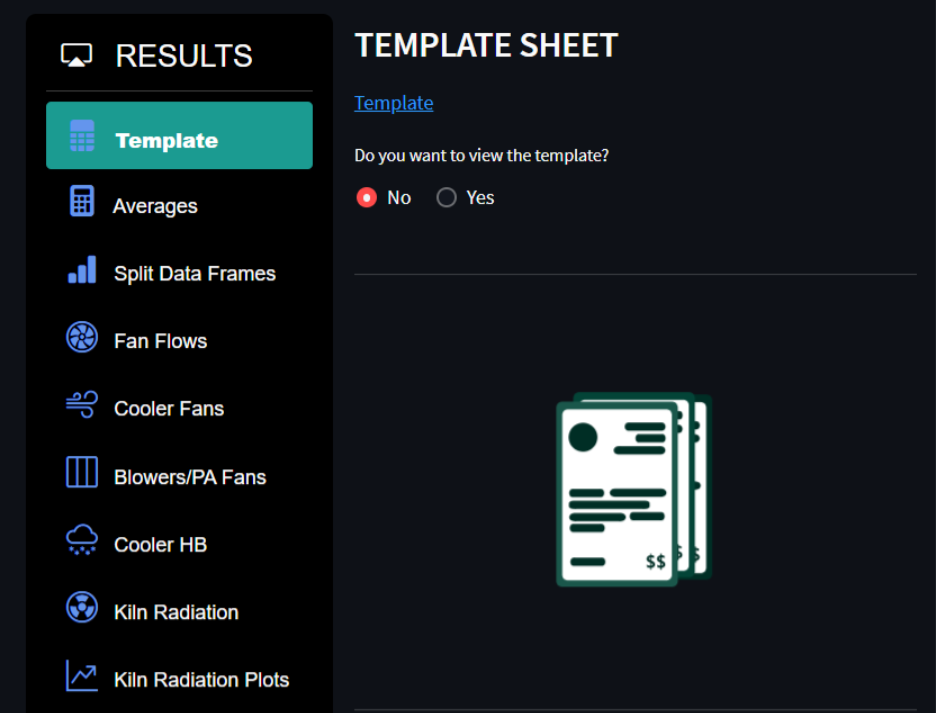 RESULTS
Template
Averages
Split Data Frames
Fan Flows
Cooler Fans
Blowers/PA Fans
Cooler HB
Kiln Radiation
Kiln Radiation Plots
TEMPLATE SHEET
Template
Do you want to view the template?
No Yes
$$
$
$